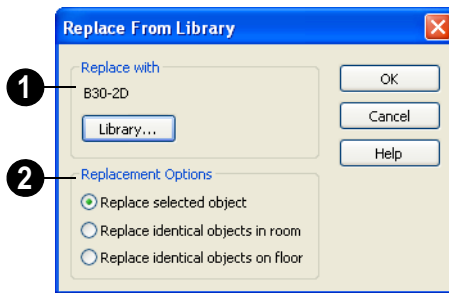 Replace From Library
1
Replace with
B30-2D
Library...
OK
Cancel
Help
2
Replacement Options
Replace selected object
Replace identical objects in room
Replace identical objects on floor